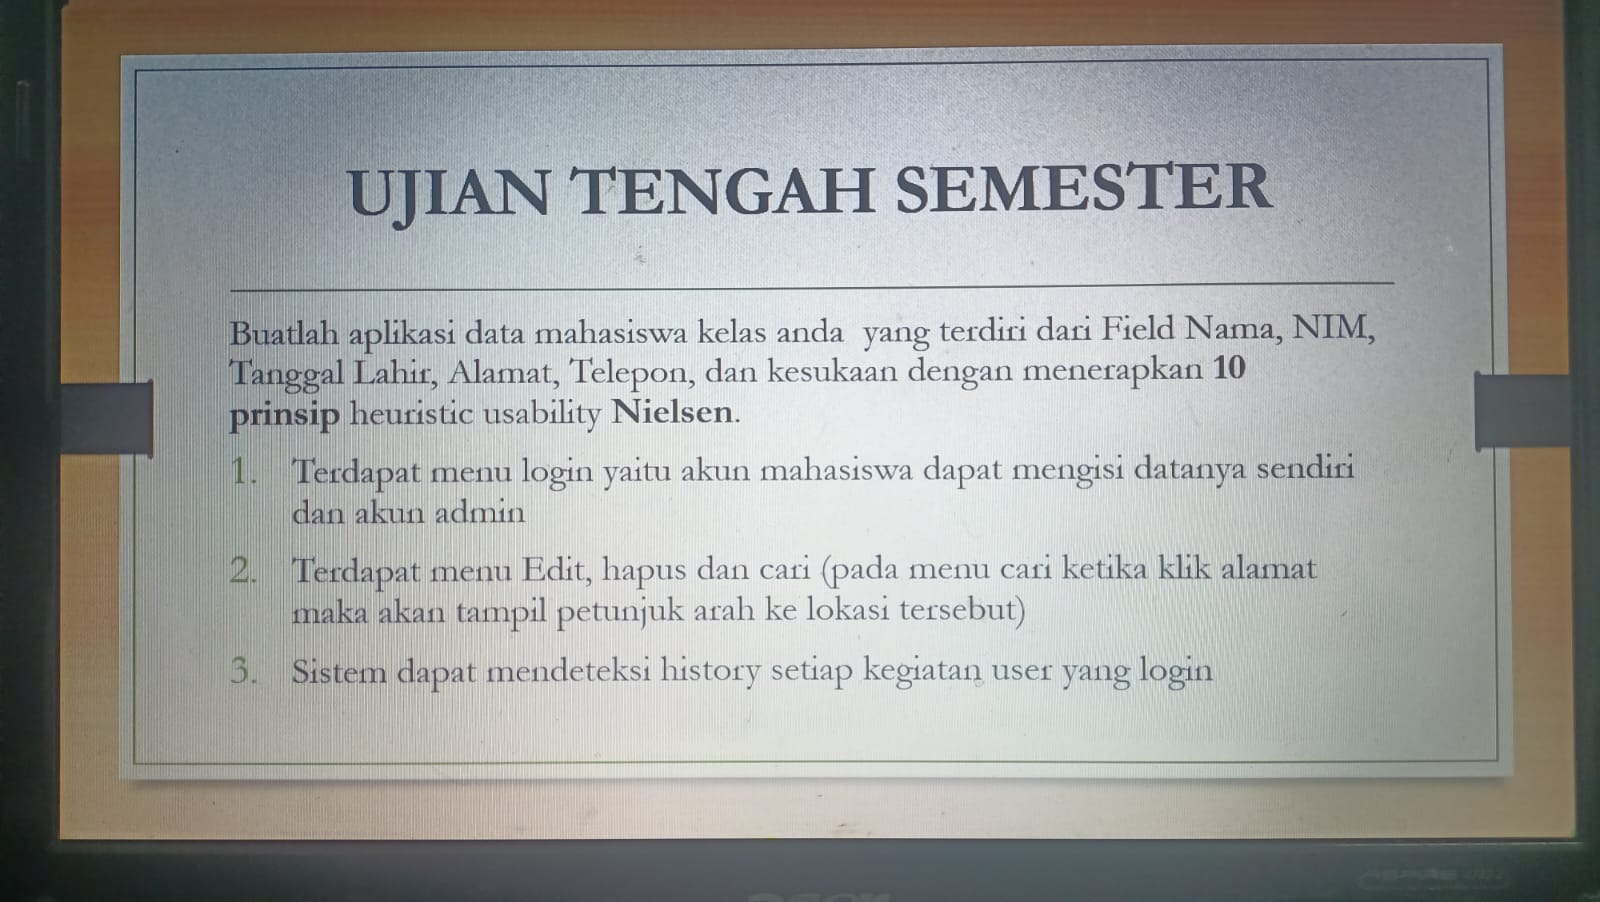 UJIAN TENGAH SEMESTER
Buatlah aplikasi data mahasiswa kelas anda yang terdiri dari Field Nama, NIM,
Tanggal Lahir, Alamat, Telepon, dan kesukaan dengan menerapkan 10
prinsip heuristic usability Nielsen.
1. Terdapat menu login yaitu akun mahasiswa dapat mengisi datanya sendiri
dan akun admin
2. Terdapat menu Edit, hapus dan cari (pada menu cari ketika klik alamat
maka akan tampil petunjuk arah ke lokasi tersebut)
3. Sistem dapat mendeteksi history setiap kegiatan user yang login